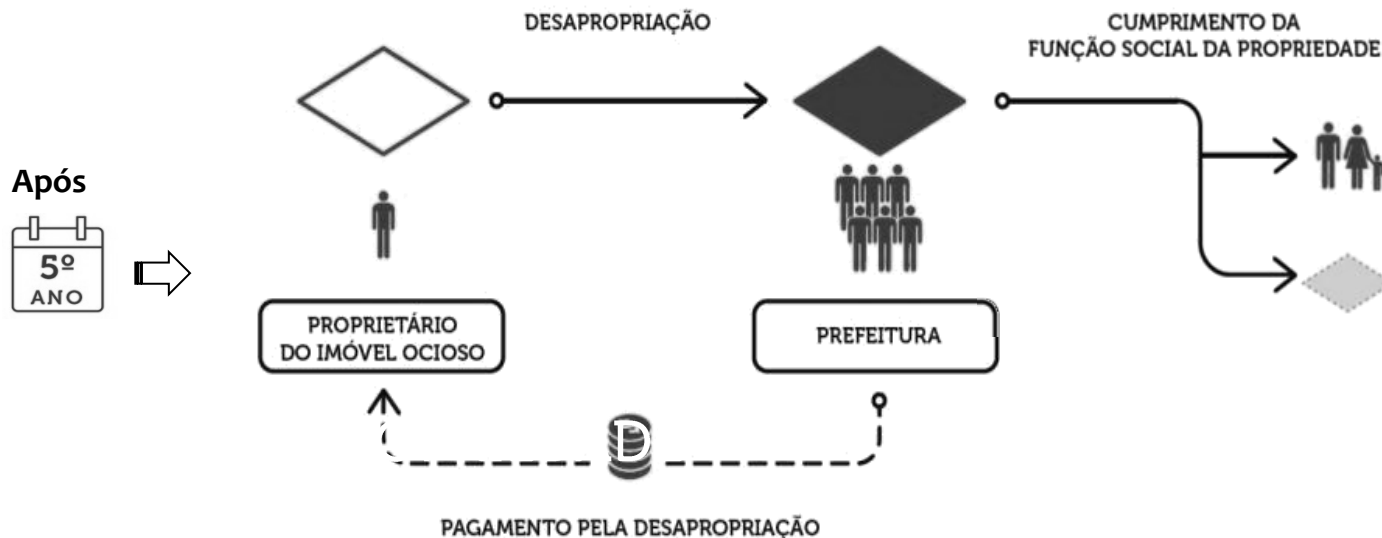 DESAPROPRIAÇÃO
CUMPRIMENTO DA
FUNÇÃO SOCIAL DA PROPRIEDADE
Após
5º
ANO
PROPRIETÁRIO
DO IMÓVEL OCIOSO
PREFEITURA
PAGAMENTO PELA DESAPROPRIAÇÃO